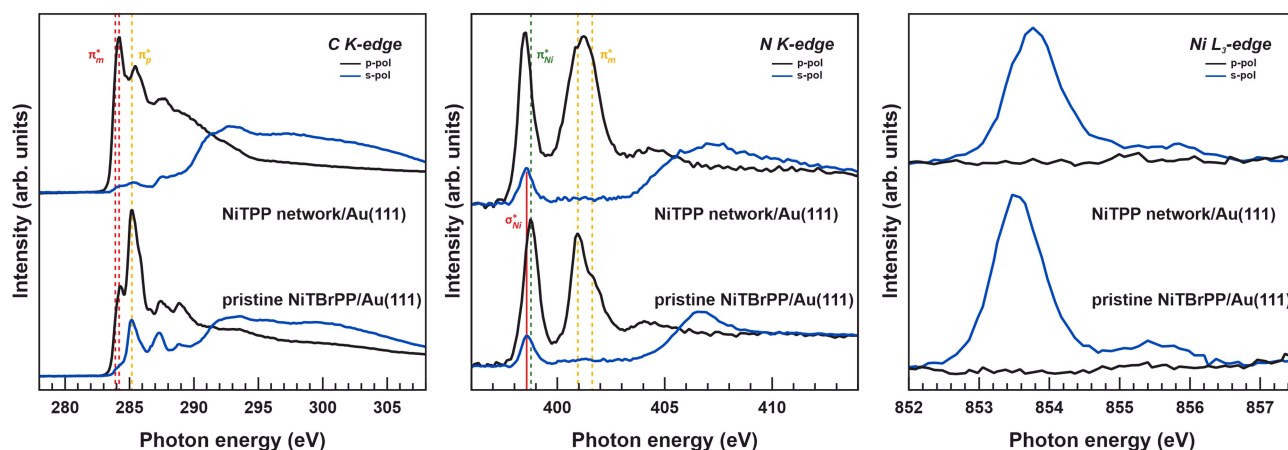 C K-edge
p-pol
s-pol
π*m
π*p
NiTPP network/Au(111)
pristine NiTBrPP/Au(111)
Intensity (arb. units)
280 285 290 295 300 305
Photon energy (eV)
N K-edge
p-pol
s-pol
π*Ni
π*m
σ*Ni
NiTPP network/Au(111)
pristine NiTBrPP/Au(111)
Intensity (arb. units)
400 405 410
Photon energy (eV)
Ni L3-edge
p-pol
s-pol
NiTPP network/Au(111)
pristine NiTBrPP/Au(111)
Intensity (arb. units)
852 853 854 855 856 857
Photon energy (eV)